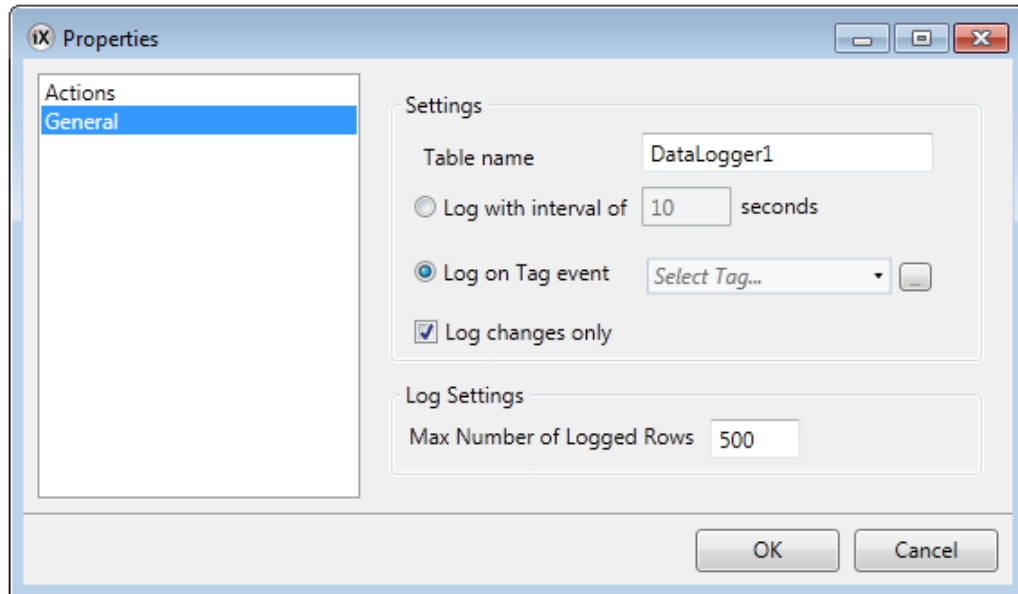 iX Properties
Actions
General
Settings
Table name DataLogger1
Log with interval of 10 seconds
Log on Tag event Select Tag... ...
Log changes only
Log Settings
Max Number of Logged Rows 500
OK Cancel